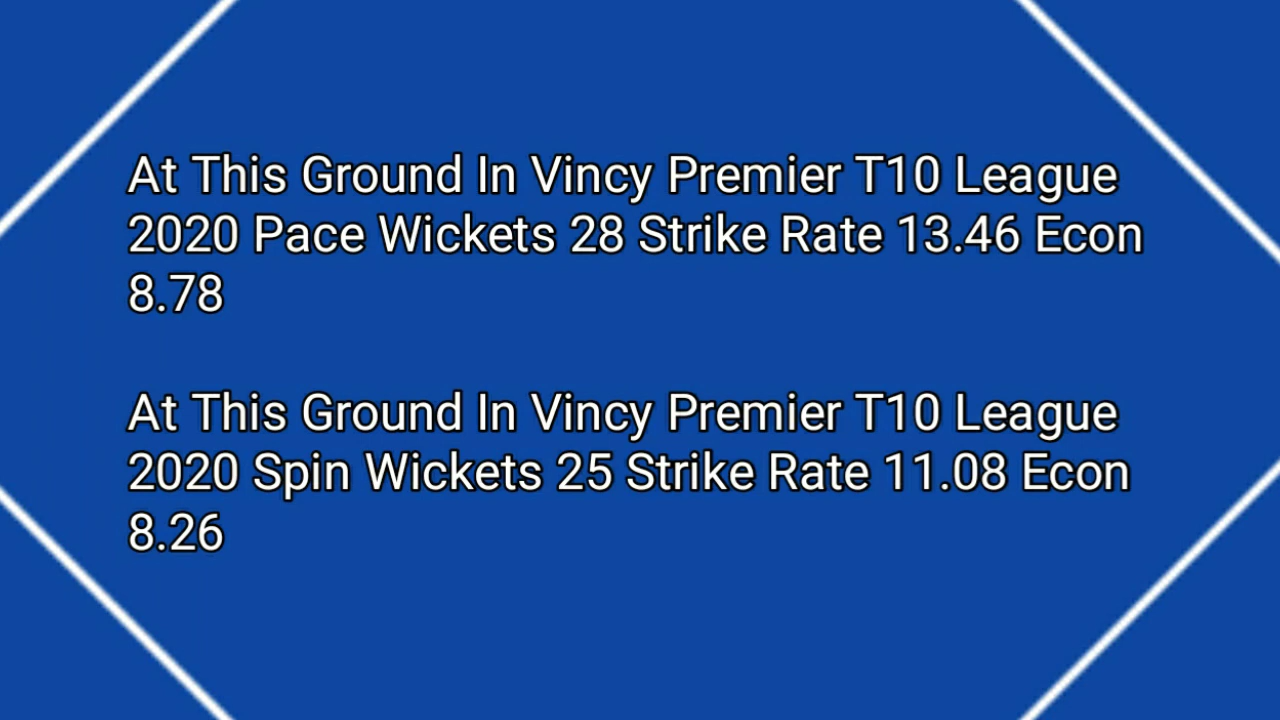 At This Ground In Vincy Premier T10 League
2020 Pace Wickets 28 Strike Rate 13.46 Econ
8.78
At This Ground In Vincy Premier T10 League
2020 Spin Wickets 25 Strike Rate 11.08 Econ
8.26